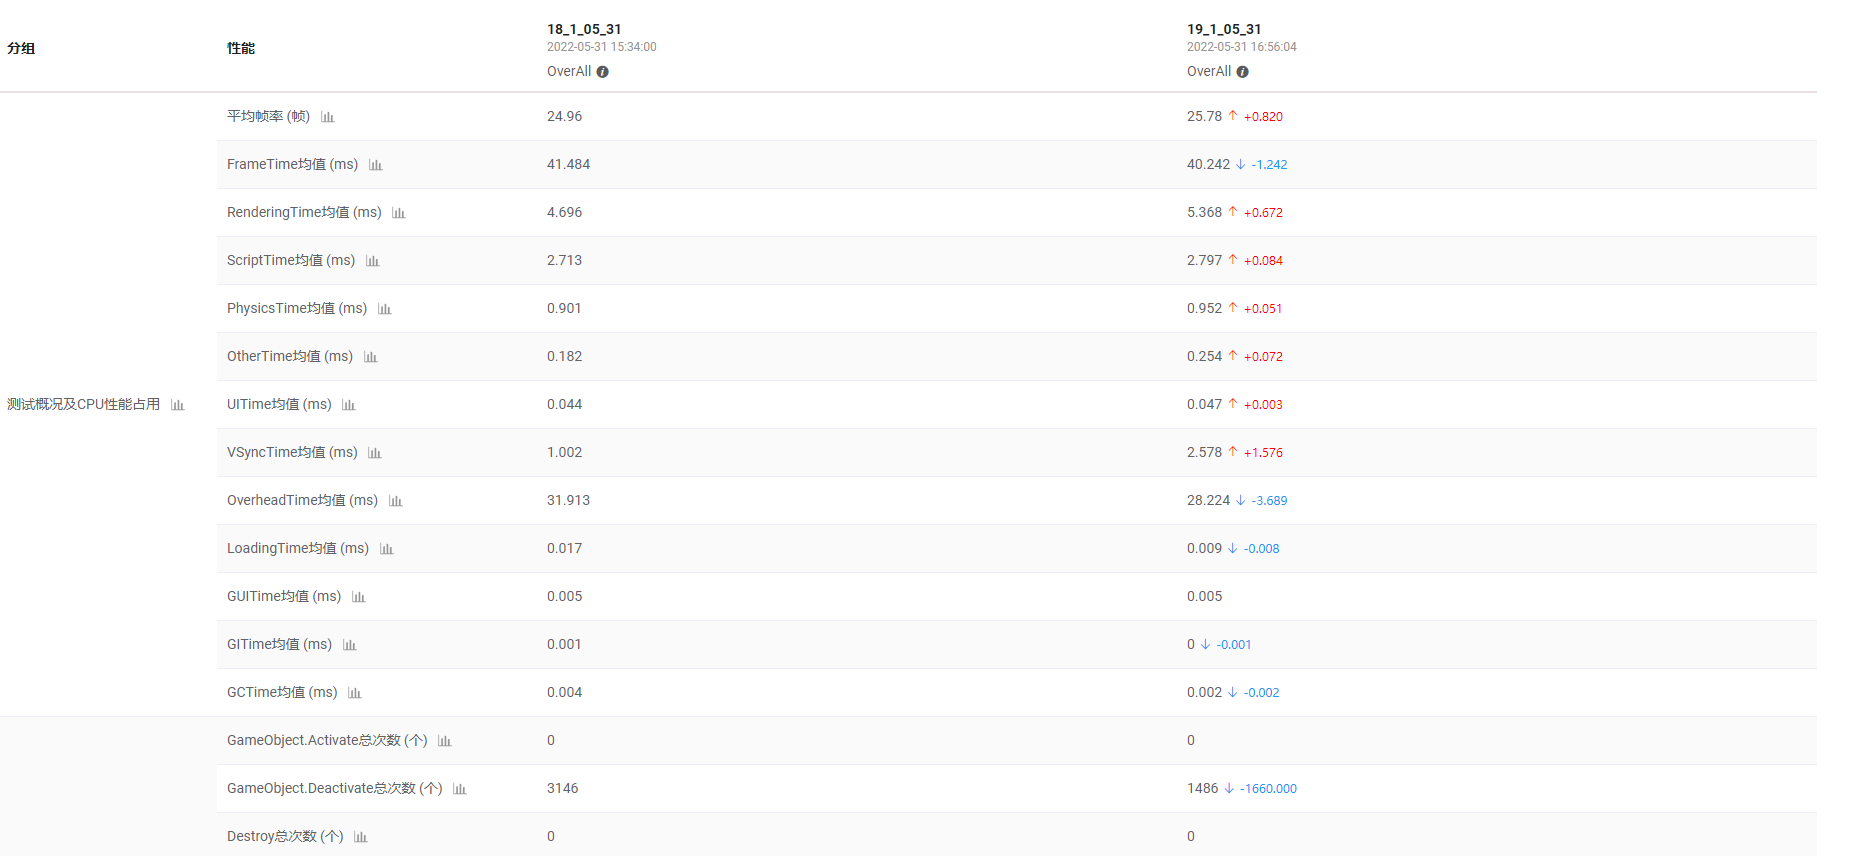 分组
性能
18_1_05_31
2022-05-31 15:34:00
OverAll
19_1_05_31
2022-05-31 16:56:04
OverAll
测试概况及CPU性能占用
平均帧率 (帧) 24.96 25.78 ↑ +0.820
FrameTime均值 (ms) 41.484 40.242 ↓ -1.242
RenderingTime均值 (ms) 4.696 5.368 ↑ +0.672
ScriptTime均值 (ms) 2.713 2.797 ↑ +0.084
PhysicsTime均值 (ms) 0.901 0.952 ↑ +0.051
OtherTime均值 (ms) 0.182 0.254 ↑ +0.072
UITime均值 (ms) 0.044 0.047 ↑ +0.003
VSyncTime均值 (ms) 1.002 2.578 ↑ +1.576
OverheadTime均值 (ms) 31.913 28.224 ↓ -3.689
LoadingTime均值 (ms) 0.017 0.009 ↓ -0.008
GUITime均值 (ms) 0.005 0.005
GITime均值 (ms) 0.001 0 ↓ -0.001
GCTime均值 (ms) 0.004 0.002 ↓ -0.002
GameObject.Activate总次数 (个) 0 0
GameObject.Deactivate总次数 (个) 3146 1486 ↓ -1660.000
Destroy总次数 (个) 0 0